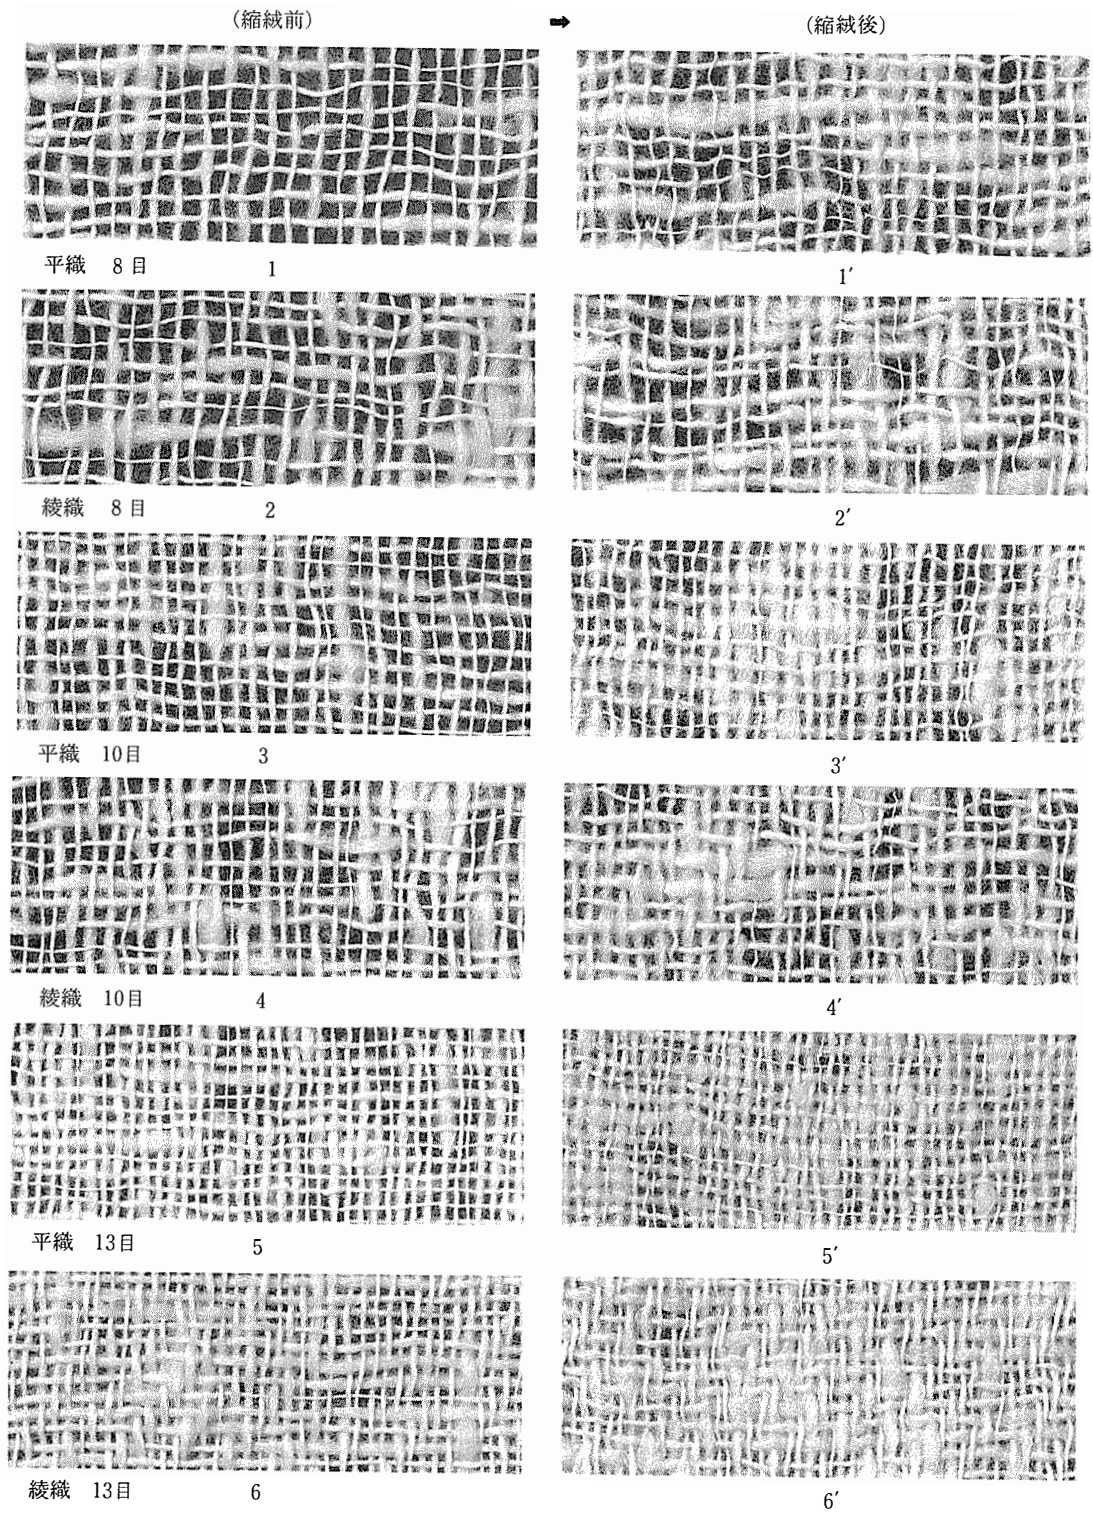 (縮絨前) ➡ (縮絨後)
平織 8目 1
1′
綾織 8目 2
2′
平織 10目 3
3′
綾織 10目 4
4′
平織 13目 5
5′
綾織 13目 6
6′